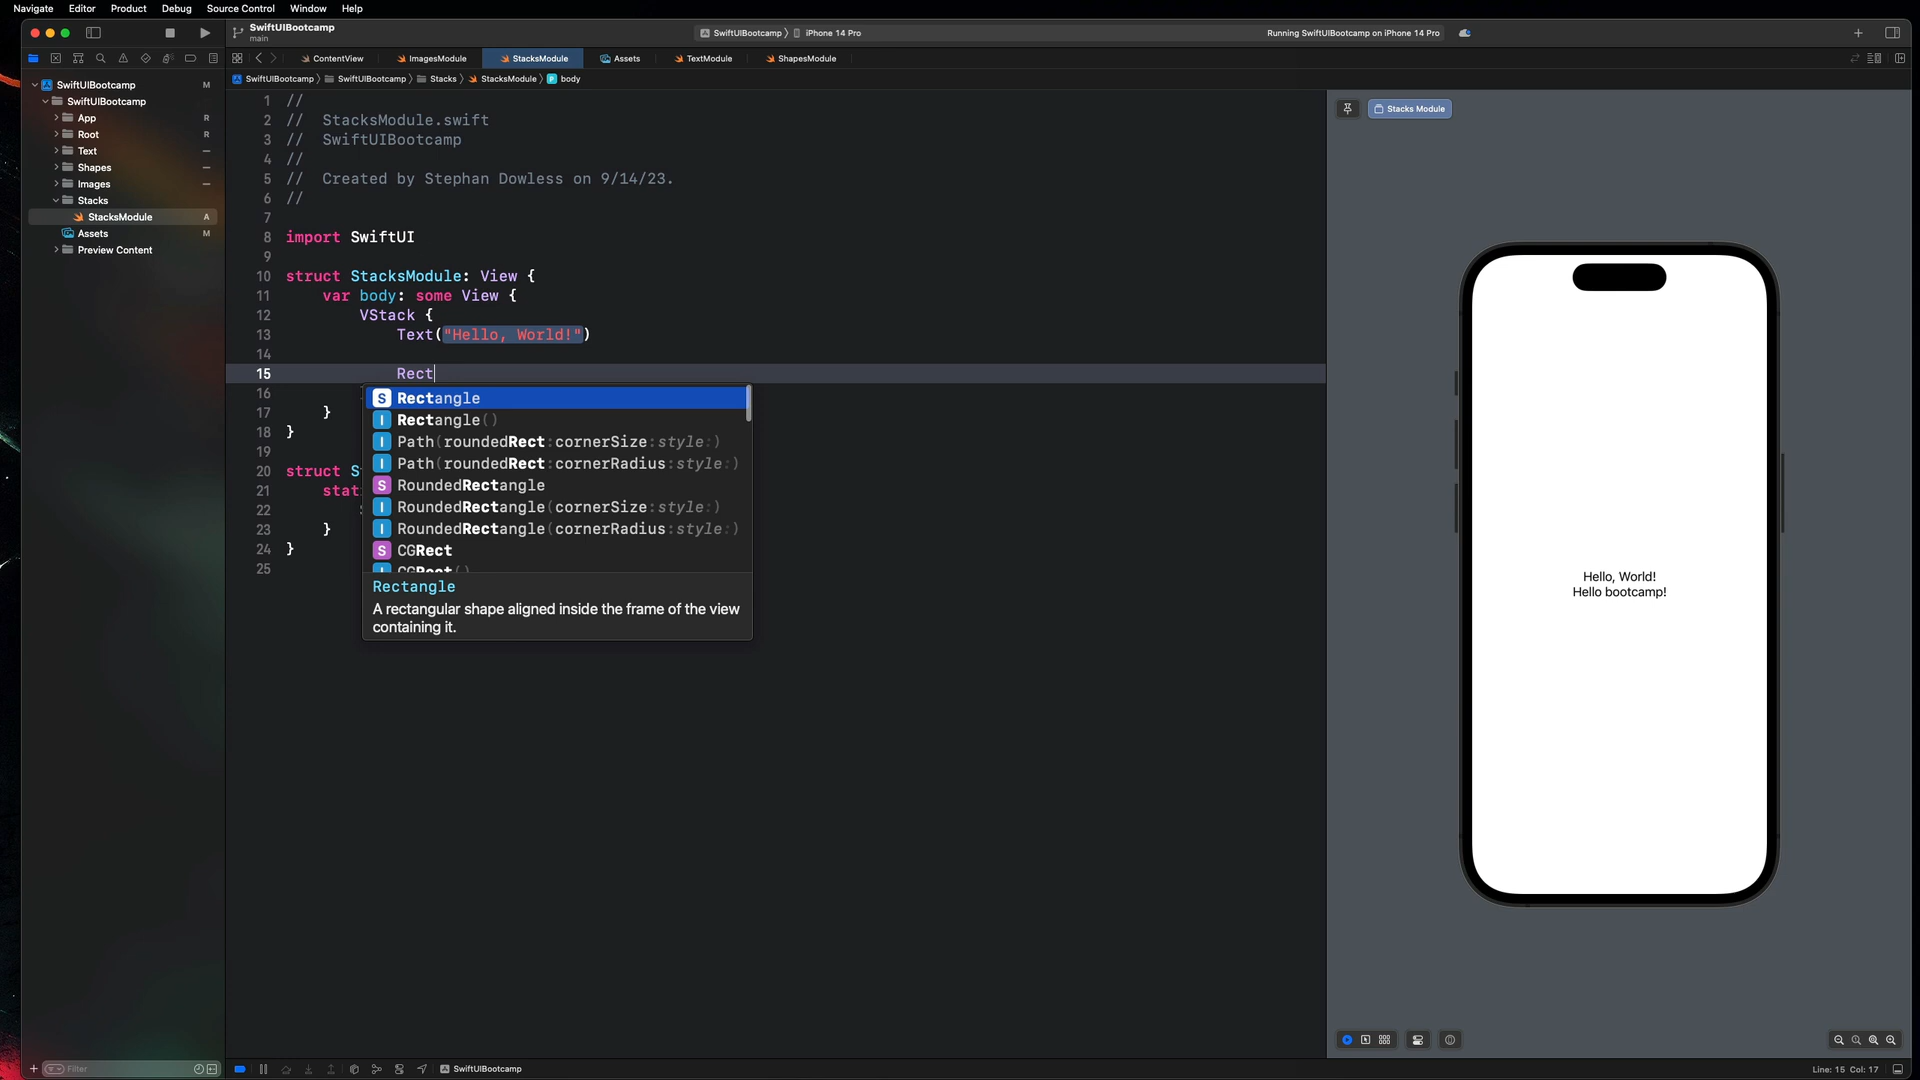 Navigate Editor Product Debug Source Control Window Help
SwiftUIBootcamp
main
SwiftUIBootcamp 〉 iPhone 14 Pro
Running SwiftUIBootcamp on iPhone 14 Pro
ContentView ImagesModule StacksModule Assets TextModule ShapesModule
SwiftUIBootcamp 〉 SwiftUIBootcamp 〉 Stacks 〉 StacksModule 〉 P body
SwiftUIBootcamp M
SwiftUIBootcamp
App R
Root R
Text
Shapes
Images
Stacks
StacksModule A
Assets M
Preview Content
Filter
1 //
2 // StacksModule.swift
3 // SwiftUIBootcamp
4 //
5 // Created by Stephan Dowless on 9/14/23.
6 //
7
8 import SwiftUI
9
10 struct StacksModule: View {
11 var body: some View {
12 VStack {
13 Text("Hello, World!")
14
15 Rect
16
17 }
18 }
19
20 struct S
21 stat
22
23 }
24 }
25
S Rectangle
I Rectangle()
I Path(roundedRect:cornerSize:style:)
I Path(roundedRect:cornerRadius:style:)
S RoundedRectangle
I RoundedRectangle(cornerSize:style:)
I RoundedRectangle(cornerRadius:style:)
S CGRect
I CGRect()
Rectangle
A rectangular shape aligned inside the frame of the view
containing it.
Stacks Module
Hello, World!
Hello bootcamp!
SwiftUIBootcamp
Line: 15 Col: 17